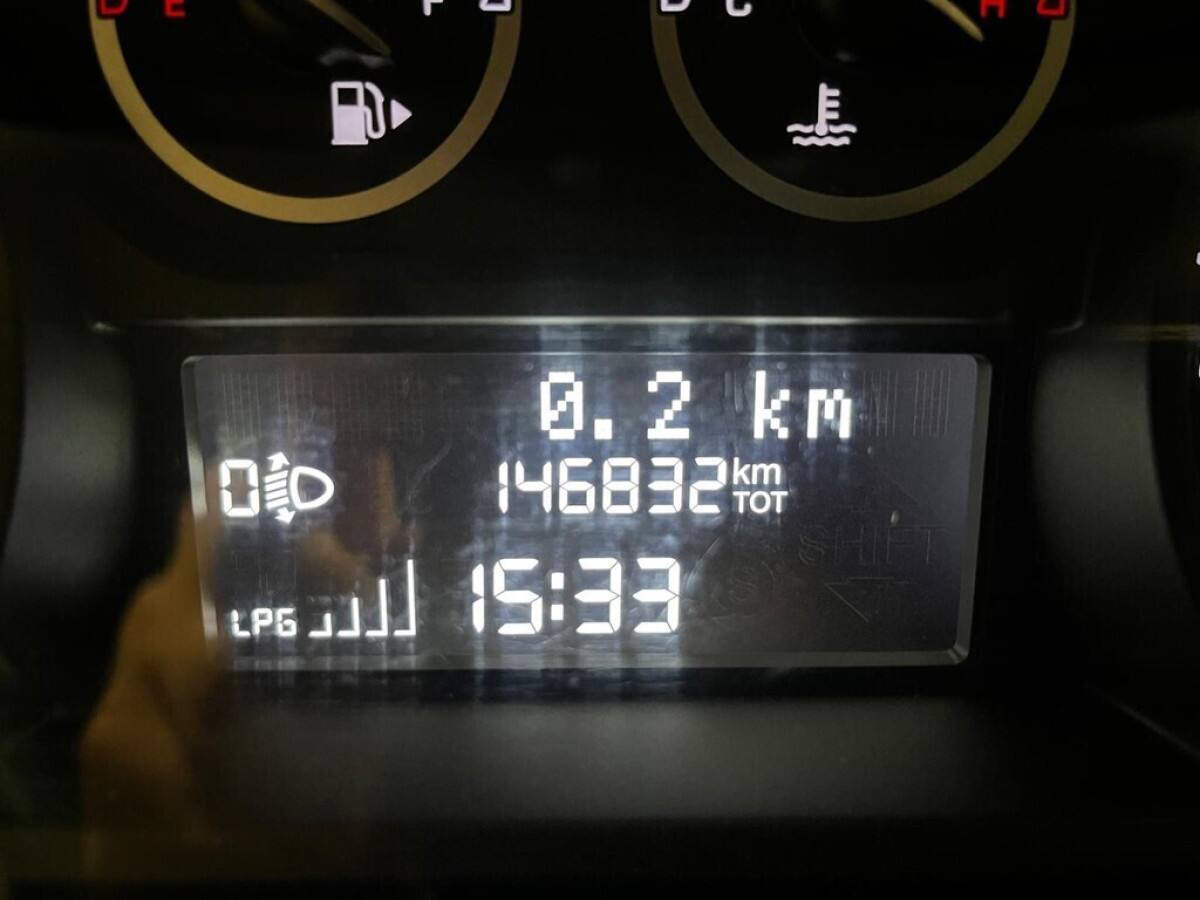 E F C H
0.2 km
0 146832 km TOT
LPG 15:33
SHIFT